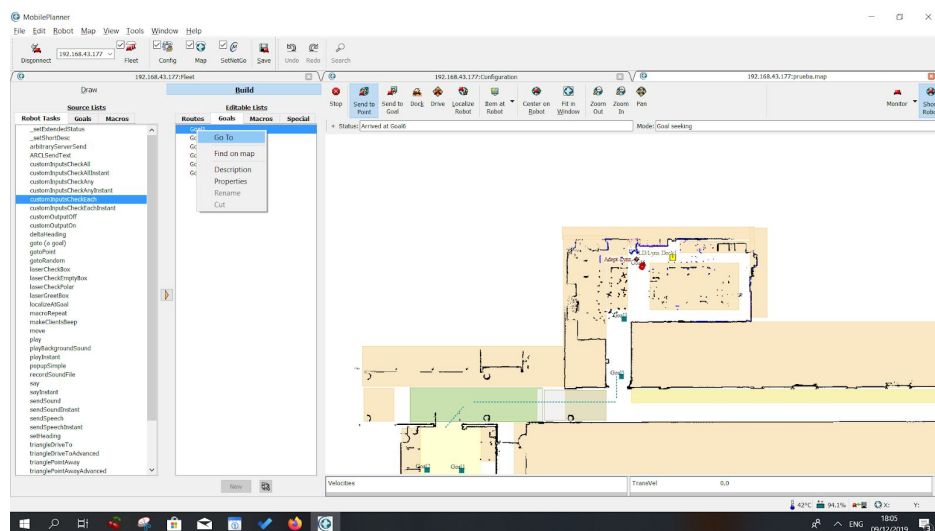 MobilePlanner
File Edit Robot Map View Tools Window Help
192.168.43.177
Disconnect Fleet Config Map SetNetGo Save Undo Redo Search
192.168.43.177:Fleet
192.168.43.177:Configuration
192.168.43.177:prueba.map
Draw Build
Source Lists
Editable Lists
Robot Tasks Goals Macros
Routes Goals Macros Special
_setExtendedStatus
_setShortDesc
arbitraryServerSend
ARCLSendText
customInputsCheckAll
customInputsCheckAllInstant
customInputsCheckAny
customInputsCheckAnyInstant
customInputsCheckEach
customInputsCheckEachInstant
customOutputOff
customOutputOn
deltaHeading
goto (a goal)
gotoPoint
gotoRandom
laserCheckBox
laserCheckEmptyBox
laserCheckPolar
laserGreetBox
localizeAtGoal
macroRepeat
makeClientsBeep
move
play
playBackgroundSound
playInstant
popupSimple
recordSoundFile
say
sayInstant
sendSound
sendSoundInstant
sendSpeech
sendSpeechInstant
setHeading
triangleDriveTo
triangleDriveToAdvanced
trianglePointAway
trianglePointAwayAdvanced
Goal1
Go To
Find on map
Description
Properties
Rename
Cut
New
Stop Send to Point Send to Goal Dock Drive Localize Robot Item at Robot Center on Robot Fit in Window Zoom Out Zoom In Pan
Monitor
+ Status: Arrived at Goal6
Mode: Goal seeking
Velocities
TransVel 0.0
42°C 94.1% X: Y:
ENG
18:05
09/12/2019